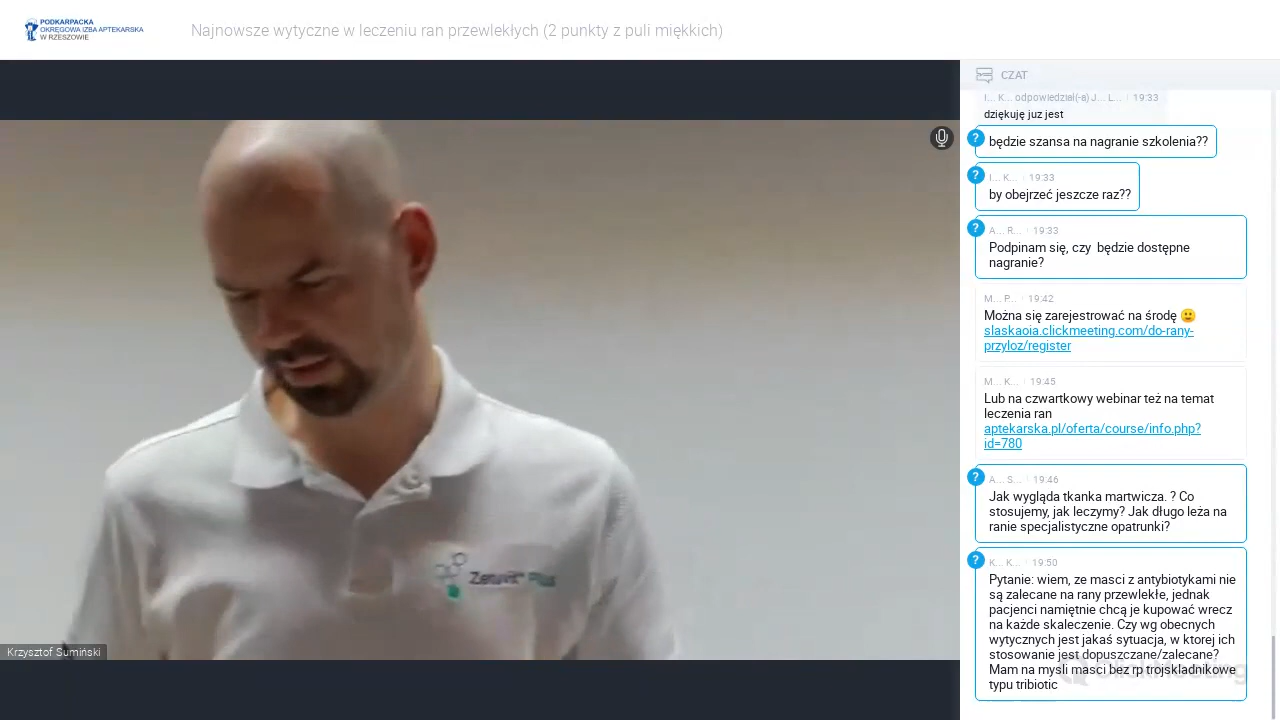 PODKARPACKA
OKRĘGOWA IZBA APTEKARSKA
W RZESZOWIE
Najnowsze wytyczne w leczeniu ran przewlekłych (2 punkty z puli miękkich)
CZAT
I... K... odpowiedział(-a) J... L... 19:33
dziękuję juz jest
? będzie szansa na nagranie szkolenia??
? I... K... 19:33
by obejrzeć jeszcze raz??
? A... R... 19:33
Podpinam się, czy będzie dostępne
nagranie?
M... P... 19:42
Można się zarejestrować na środę 🙂
slaskaoia.clickmeeting.com/do-rany-
przyloz/register
M... K... 19:45
Lub na czwartkowy webinar też na temat
leczenia ran
aptekarska.pl/oferta/course/info.php?
id=780
? A... S... 19:46
Jak wygląda tkanka martwicza. ? Co
stosujemy, jak leczymy? Jak długo leża na
ranie specjalistyczne opatrunki?
? K... K... 19:50
Pytanie: wiem, ze masci z antybiotykami nie
są zalecane na rany przewlekłe, jednak
pacjenci namiętnie chcą je kupować wrecz
na każde skaleczenie. Czy wg obecnych
wytycznych jest jakaś sytuacja, w ktorej ich
stosowanie jest dopuszczane/zalecane?
Mam na myśli masci bez rp trojskladnikowe
typu tribiotic
Zetuvit® Plus
Krzysztof Sumiński
ClickMeeting